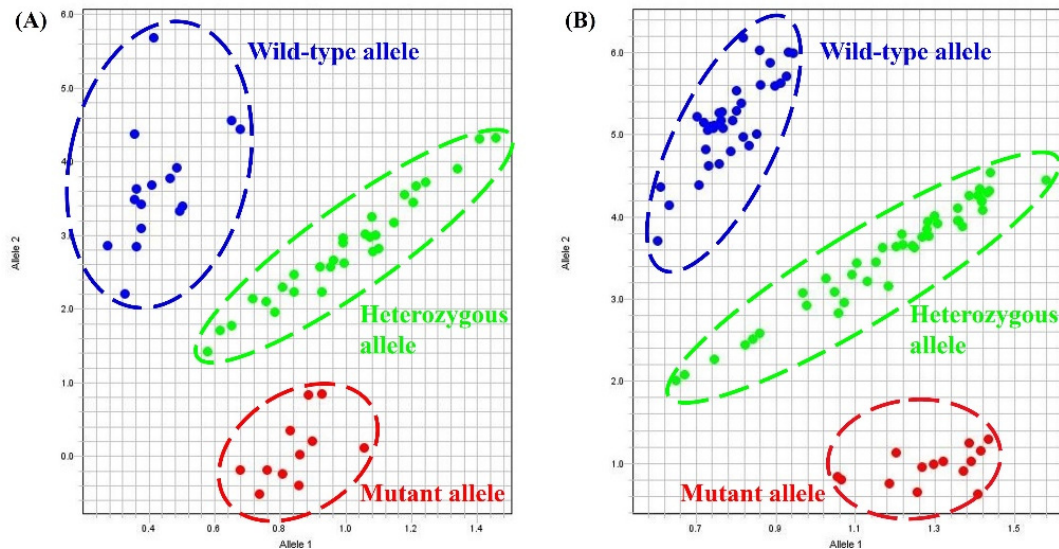 (A)
Wild-type allele
Heterozygous
allele
Mutant allele
6.0
5.0
4.0
3.0
2.0
1.0
0.0
Allele 2
0.4
0.6
0.8
1.0
1.2
1.4
Allele 1
(B)
Wild-type allele
Heterozygous
allele
Mutant allele
6.0
5.0
4.0
3.0
2.0
1.0
Allele 2
0.7
0.9
1.1
1.3
1.5
Allele 1